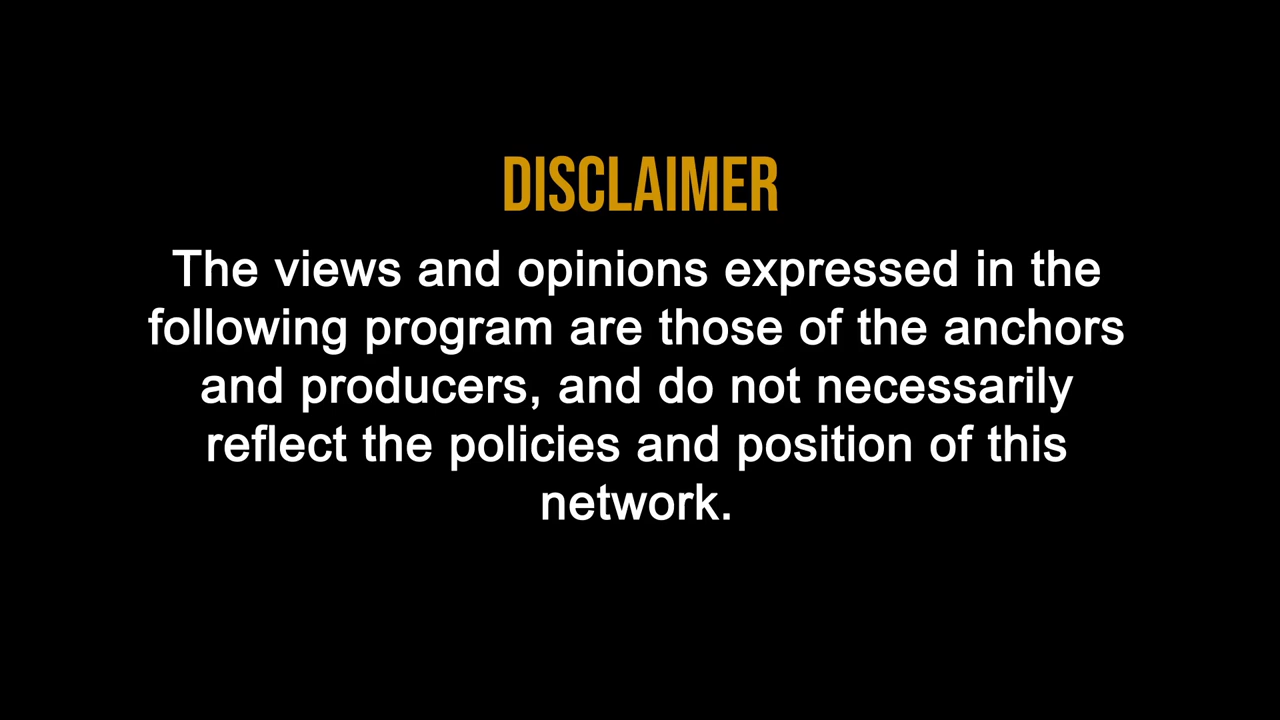 DISCLAIMER
The views and opinions expressed in the
following program are those of the anchors
and producers, and do not necessarily
reflect the policies and position of this
network.